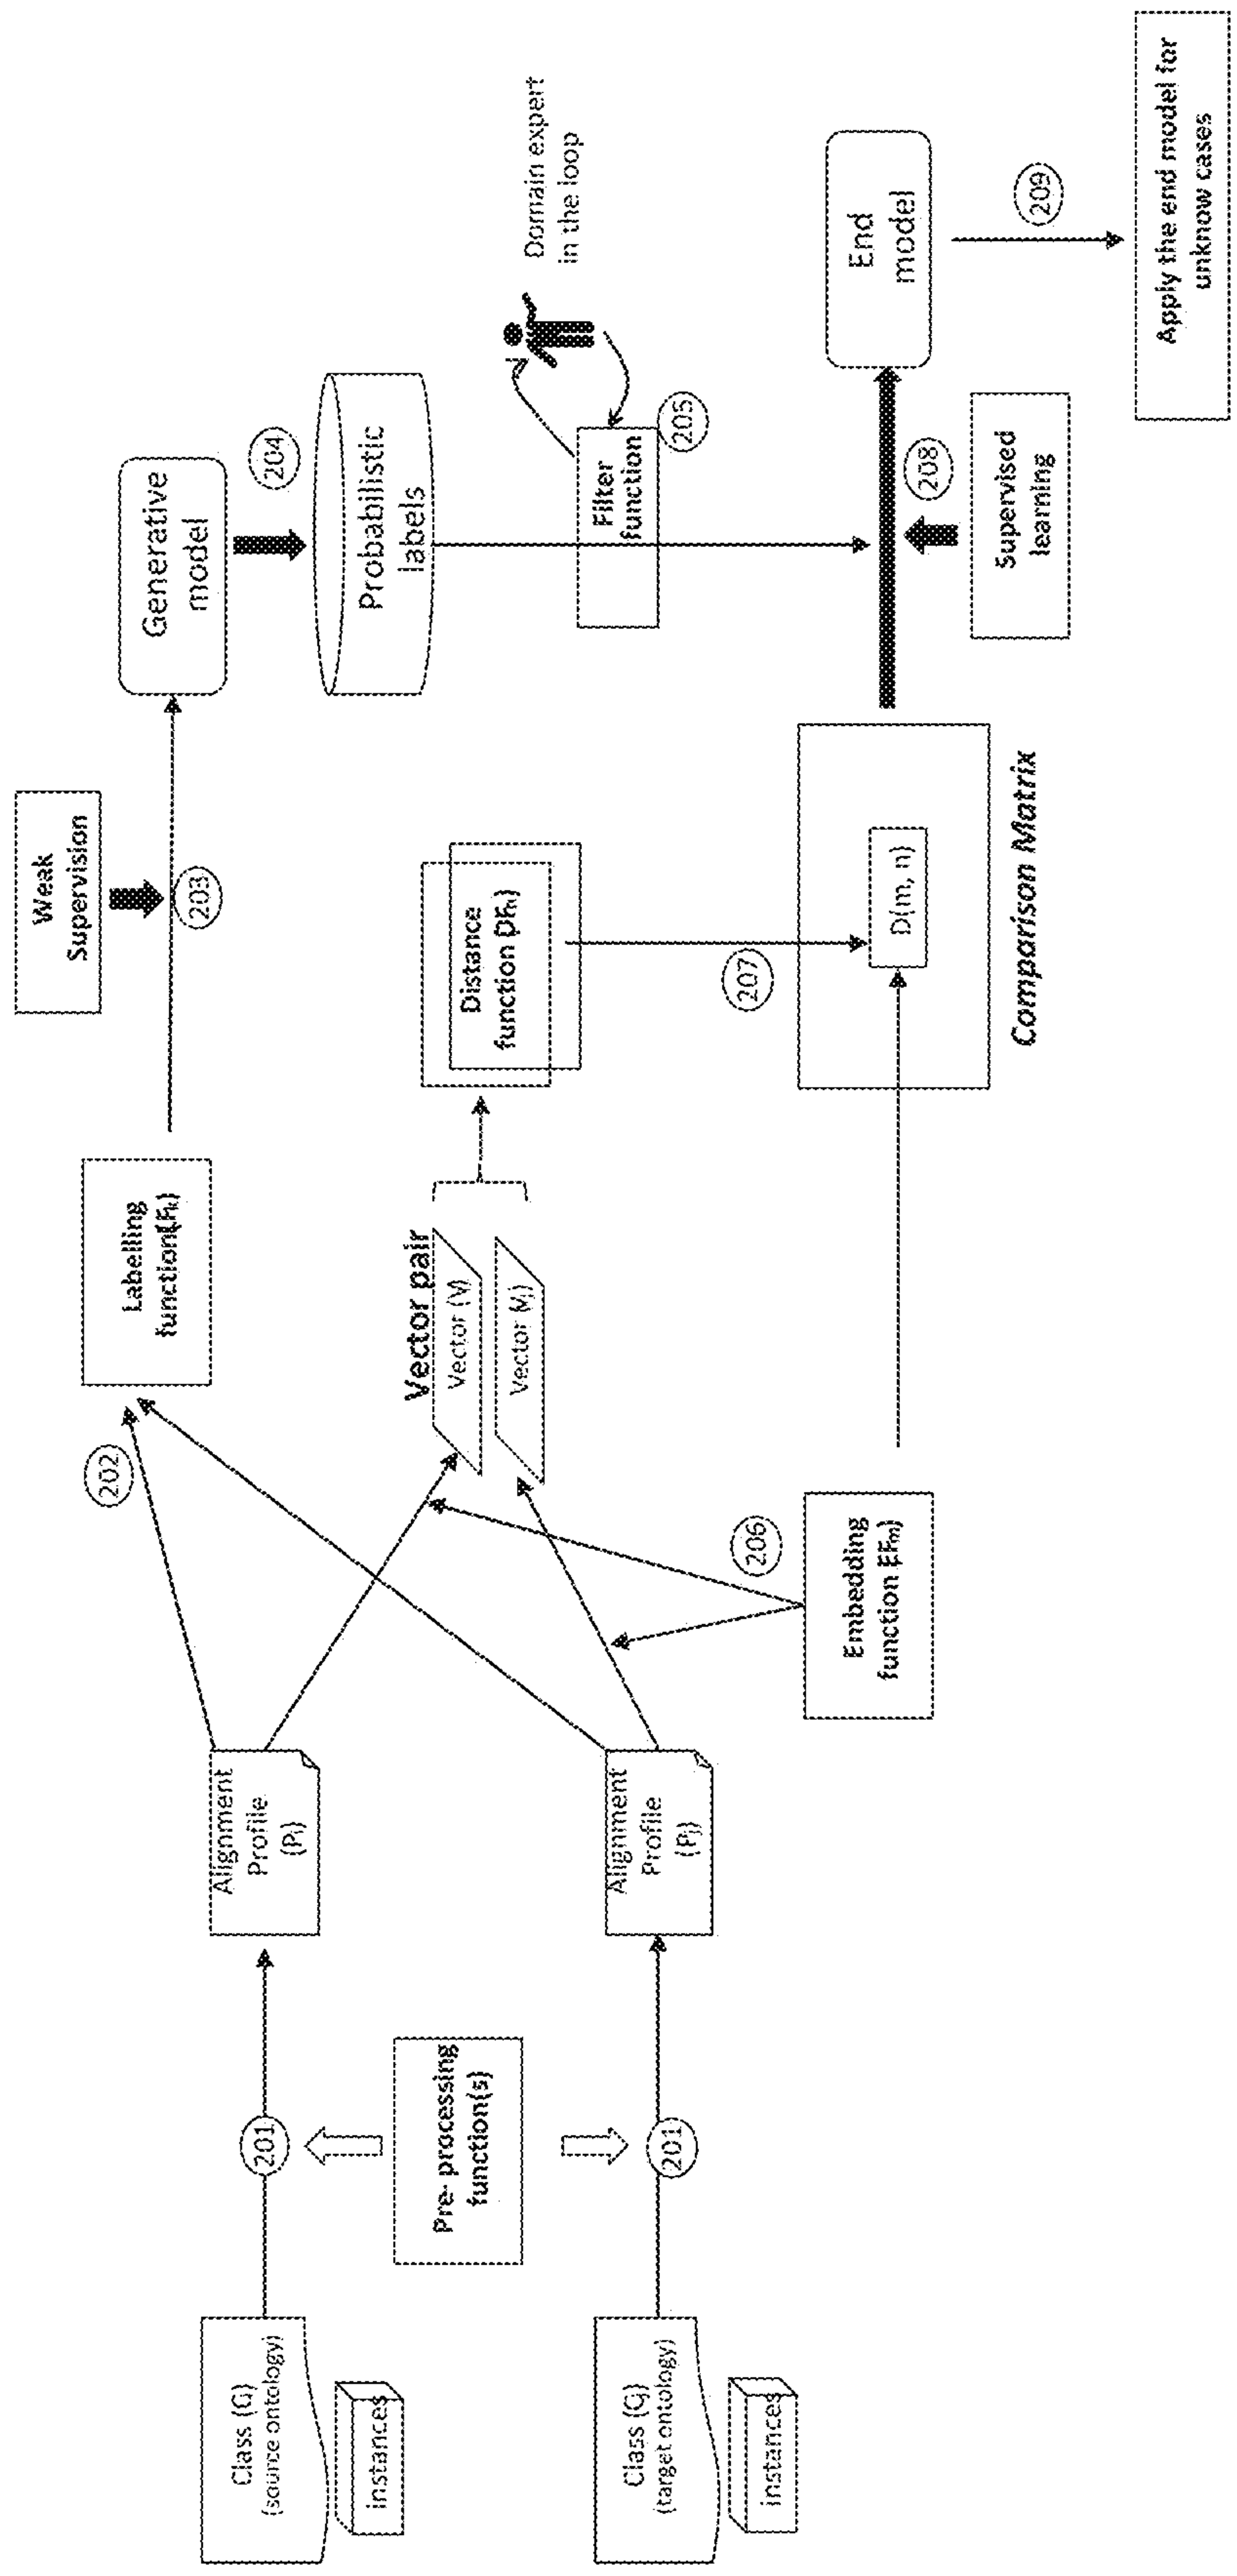 Class (Ci)
(source ontology)
instances
Class (Cj)
(target ontology)
instances
201
Pre- processing
function(s)
201
Alignment
Profile
(Pi)
Alignment
Profile
(Pj)
202
Labelling
function(Fk)
Vector pair
Vector (Vi)
Vector (Vj)
206
Embedding
function EFm)
Weak
Supervision
203
Distance
function (DFn)
207
D(m, n)
Comparison Matrix
Generative
model
204
Probabilistic
labels
Filter
function
205
Domain expert
in the loop
Supervised
learning
208
End
model
209
Apply the end model for
unknow cases